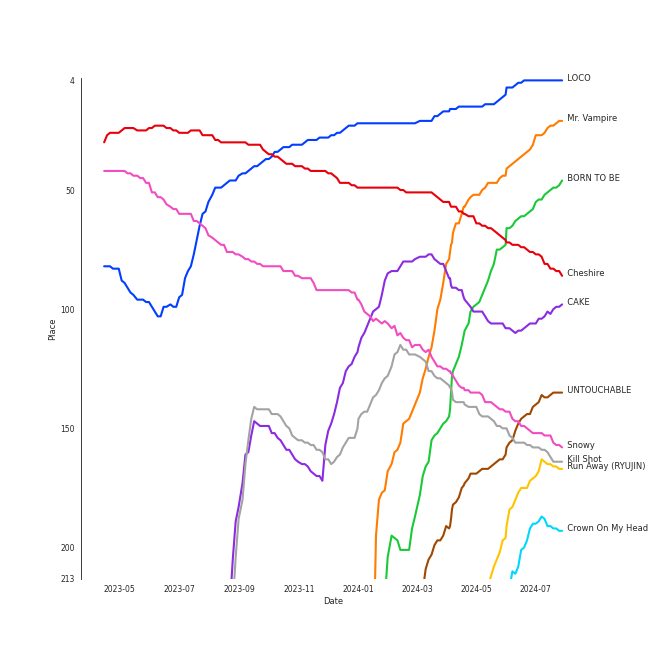 4
LOCO
Mr. Vampire
BORN TO BE
50
Cheshire
CAKE
100
UNTOUCHABLE
150
Snowy
Kill Shot
Run Away (RYUJIN)
Crown On My Head
200
213
Place
2023-05 2023-07 2023-09 2023-11 2024-01 2024-03 2024-05 2024-07
Date